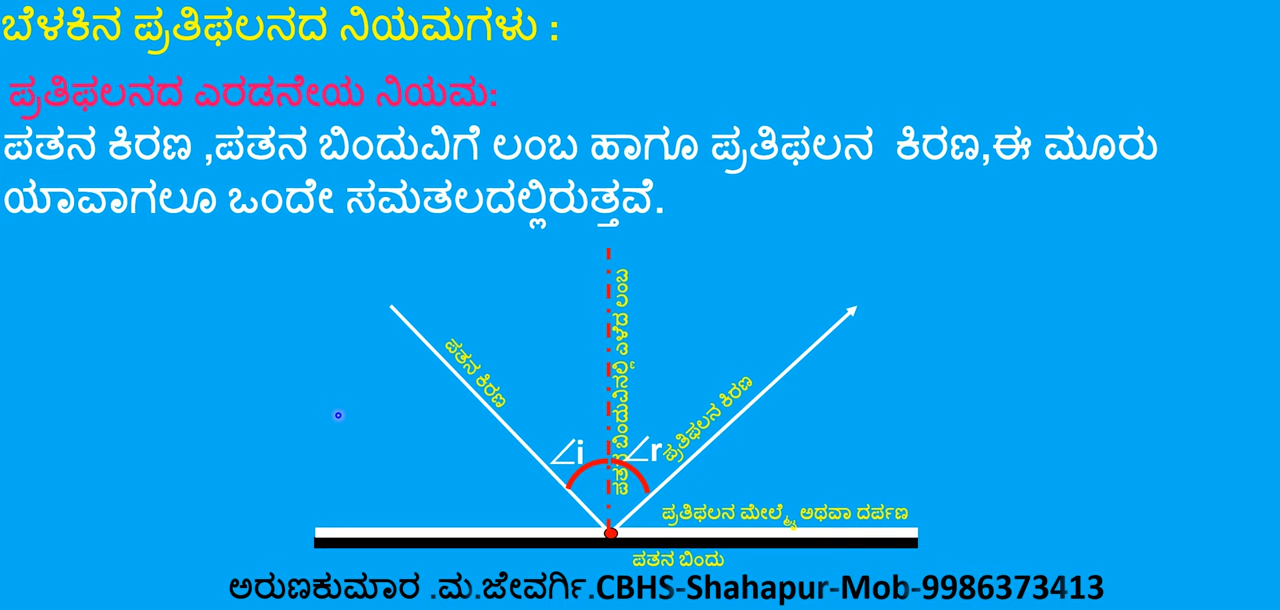 ಬೆಳಕಿನ ಪ್ರತಿಫಲನದ ನಿಯಮಗಳು :
ಪ್ರತಿಫಲನದ ಎರಡನೇಯ ನಿಯಮ:
ಪತನ ಕಿರಣ ,ಪತನ ಬಿಂದುವಿಗೆ ಲಂಬ ಹಾಗೂ ಪ್ರತಿಫಲನ ಕಿರಣ,ಈ ಮೂರು
ಯಾವಾಗಲೂ ಒಂದೇ ಸಮತಲದಲ್ಲಿರುತ್ತವೆ.
ಪತನ ಕಿರಣ
ಪತನ ಬಿಂದುವಿನಲ್ಲಿ ಎಳೆದ ಲಂಬ
ಪ್ರತಿಫಲನ ಕಿರಣ
∠i
∠r
ಪ್ರತಿಫಲನ ಮೇಲ್ಮೈ ಅಥವಾ ದರ್ಪಣ
ಪತನ ಬಿಂದು
ಅರುಣಕುಮಾರ .ಮ.ಜೇವರ್ಗಿ.CBHS-Shahapur-Mob-9986373413